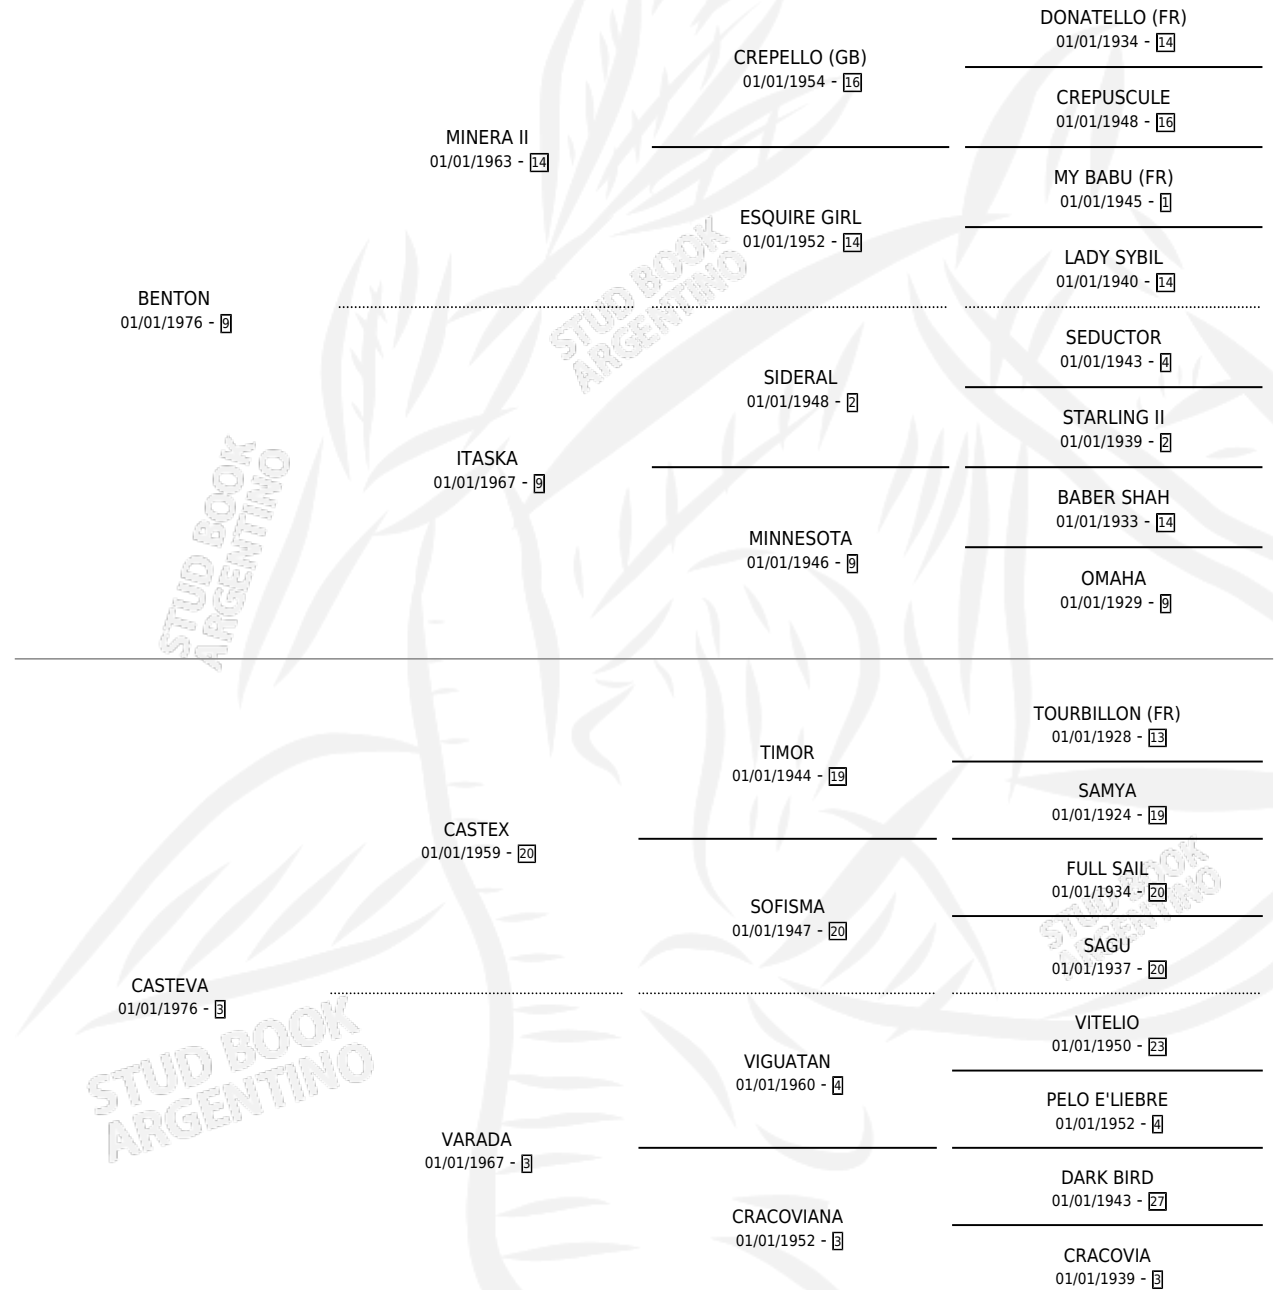 DONATELLO (FR)
01/01/1934 - 14
CREPELLO (GB)
01/01/1954 - 16
CREPUSCULE
01/01/1948 - 16
MINERA II
01/01/1963 - 14
MY BABU (FR)
01/01/1945 - 1
ESQUIRE GIRL
01/01/1952 - 14
LADY SYBIL
01/01/1940 - 14
BENTON
01/01/1976 - 9
STUD BOOK
ARGENTINO
SEDUCTOR
01/01/1943 - 4
SIDERAL
01/01/1948 - 2
STARLING II
01/01/1939 - 2
ITASKA
01/01/1967 - 9
BABER SHAH
01/01/1933 - 14
MINNESOTA
01/01/1946 - 9
OMAHA
01/01/1929 - 9
STUD BOOK
ARGENTINO
TOURBILLON (FR)
01/01/1928 - 13
TIMOR
01/01/1944 - 19
SAMYA
01/01/1924 - 19
CASTEX
01/01/1959 - 20
FULL SAIL
01/01/1934 - 20
SOFISMA
01/01/1947 - 20
STUD BOOK
ARGENTINO
SAGU
01/01/1937 - 20
CASTEVA
01/01/1976 - 3
VITELIO
01/01/1950 - 23
VIGUATAN
01/01/1960 - 4
STUD BOOK
ARGENTINO
PELO E'LIEBRE
01/01/1952 - 4
VARADA
01/01/1967 - 3
DARK BIRD
01/01/1943 - 27
CRACOVIANA
01/01/1952 - 3
CRACOVIA
01/01/1939 - 3